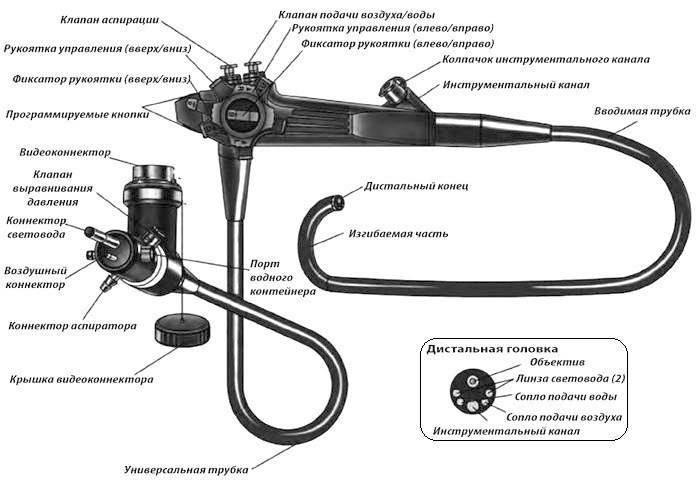 Клапан аспирации
Клапан подачи воздуха/воды
Рукоятка управления (влево/вправо)
Рукоятка управления (вверх/вниз)
Фиксатор рукоятки (влево/вправо)
Колпачок инструментального канала
Фиксатор рукоятки (вверх/вниз)
Инструментальный канал
Программируемые кнопки
Вводимая трубка
Видеоконнектор
Клапан
выравнивания
давления
Дистальный конец
Коннектор
световода
Изгибаемая часть
Воздушный
коннектор
Порт
водного
контейнера
Коннектор аспиратора
Крышка видеоконнектора
Универсальная трубка
Дистальная головка
Объектив
Линза световода (2)
Сопло подачи воды
Сопло подачи воздуха
Инструментальный канал